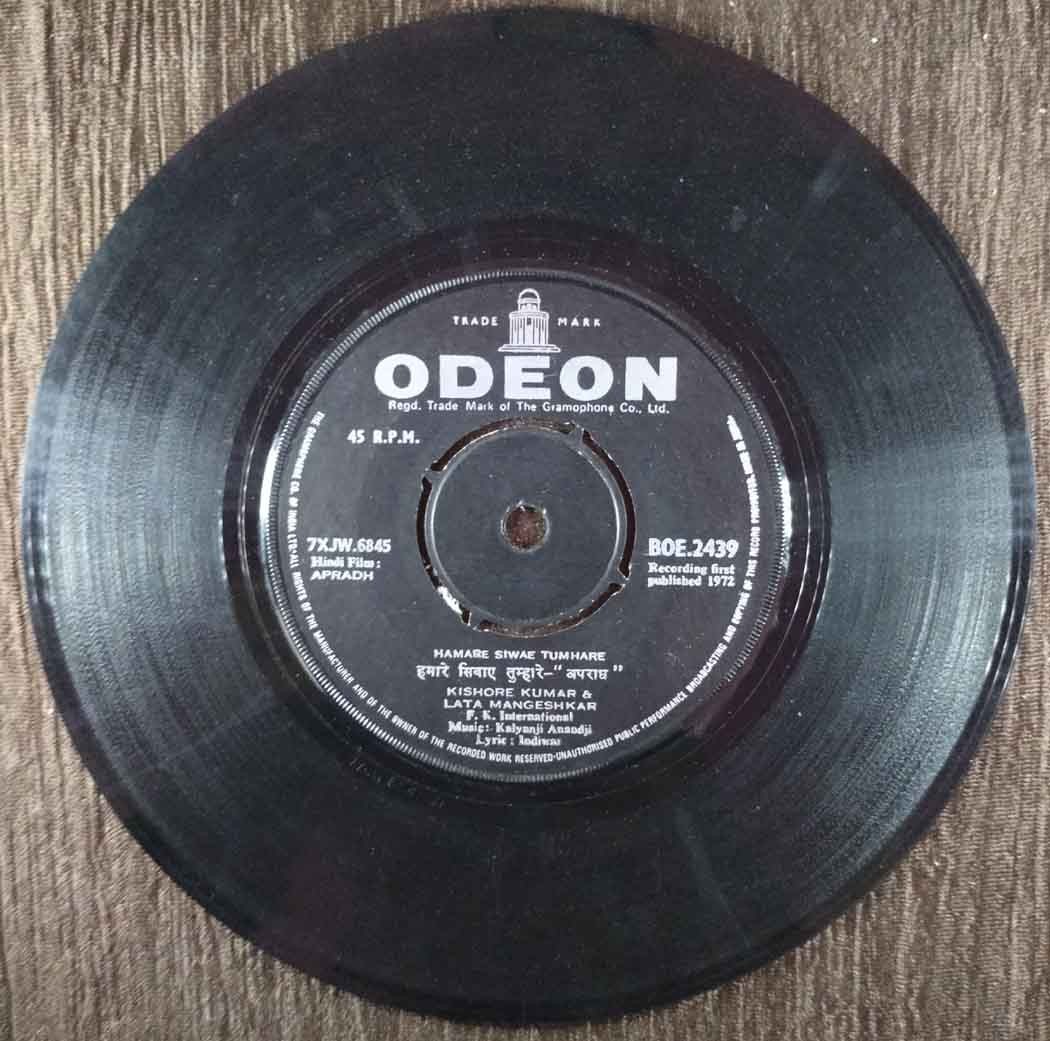 TRADE MARK
ODEON
Regd. Trade Mark of The Gramophone Co., Ltd.
45 R.P.M.
7XJW.6845
Hindi Film :
APRADH
BOE.2439
Recording first
published 1972
HAMARE SIWAE TUMHARE
हमारे सिवाए तुम्हारे-"अपराध"
KISHORE KUMAR &
LATA MANGESHKAR
F. K. International
Music: Kalyanji Anandji
Lyric : Indiwar
THE GRAMOPHONE CO. OF INDIA LTD-ALL RIGHTS OF THE MANUFACTURER AND OF THE OWNER OF THE RECORDED WORK RESERVED-UNAUTHORISED PUBLIC PERFORMANCE BROADCASTING AND COPYING OF THIS RECORD PROHIBITED, MADE IN